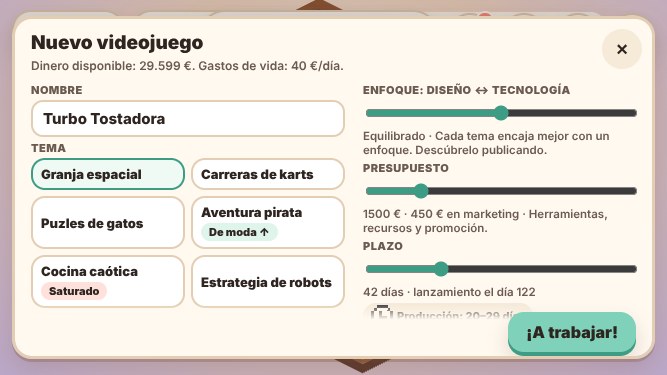 Nuevo videojuego
Dinero disponible: 29.599 €. Gastos de vida: 40 €/día.
NOMBRE
Turbo Tostadora
TEMA
Granja espacial
Carreras de karts
Puzles de gatos
Aventura pirata
De moda ↑
Cocina caótica
Saturado
Estrategia de robots
ENFOQUE: DISEÑO ↔ TECNOLOGÍA
Equilibrado · Cada tema encaja mejor con un
enfoque. Descúbrelo publicando.
PRESUPUESTO
1500 € · 450 € en marketing · Herramientas,
recursos y promoción.
PLAZO
42 días · lanzamiento el día 122
Producción: 20–29
¡A trabajar!